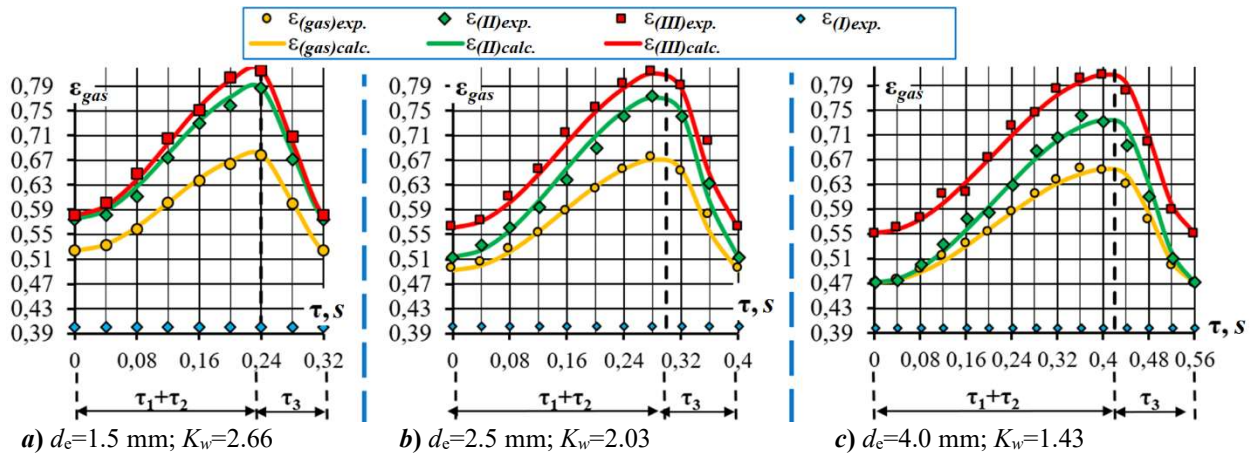 ε(gas)exp. ε(II)exp. ε(III)exp. ε(I)exp.
ε(gas)calc. ε(II)calc. ε(III)calc.
εgas
0,79
0,75
0,71
0,67
0,63
0,59
0,55
0,51
0,47
0,43
0,39
τ, s
0 0,08 0,16 0,24 0,32
τ1+τ2 τ3
a) de=1.5 mm; Kw=2.66
εgas
0,79
0,75
0,71
0,67
0,63
0,59
0,55
0,51
0,47
0,43
0,39
τ, s
0 0,08 0,16 0,24 0,32 0,4
τ1+τ2 τ3
b) de=2.5 mm; Kw=2.03
εgas
0,79
0,75
0,71
0,67
0,63
0,59
0,55
0,51
0,47
0,43
0,39
τ, s
0 0,08 0,16 0,24 0,32 0,4 0,48 0,56
τ1+τ2 τ3
c) de=4.0 mm; Kw=1.43